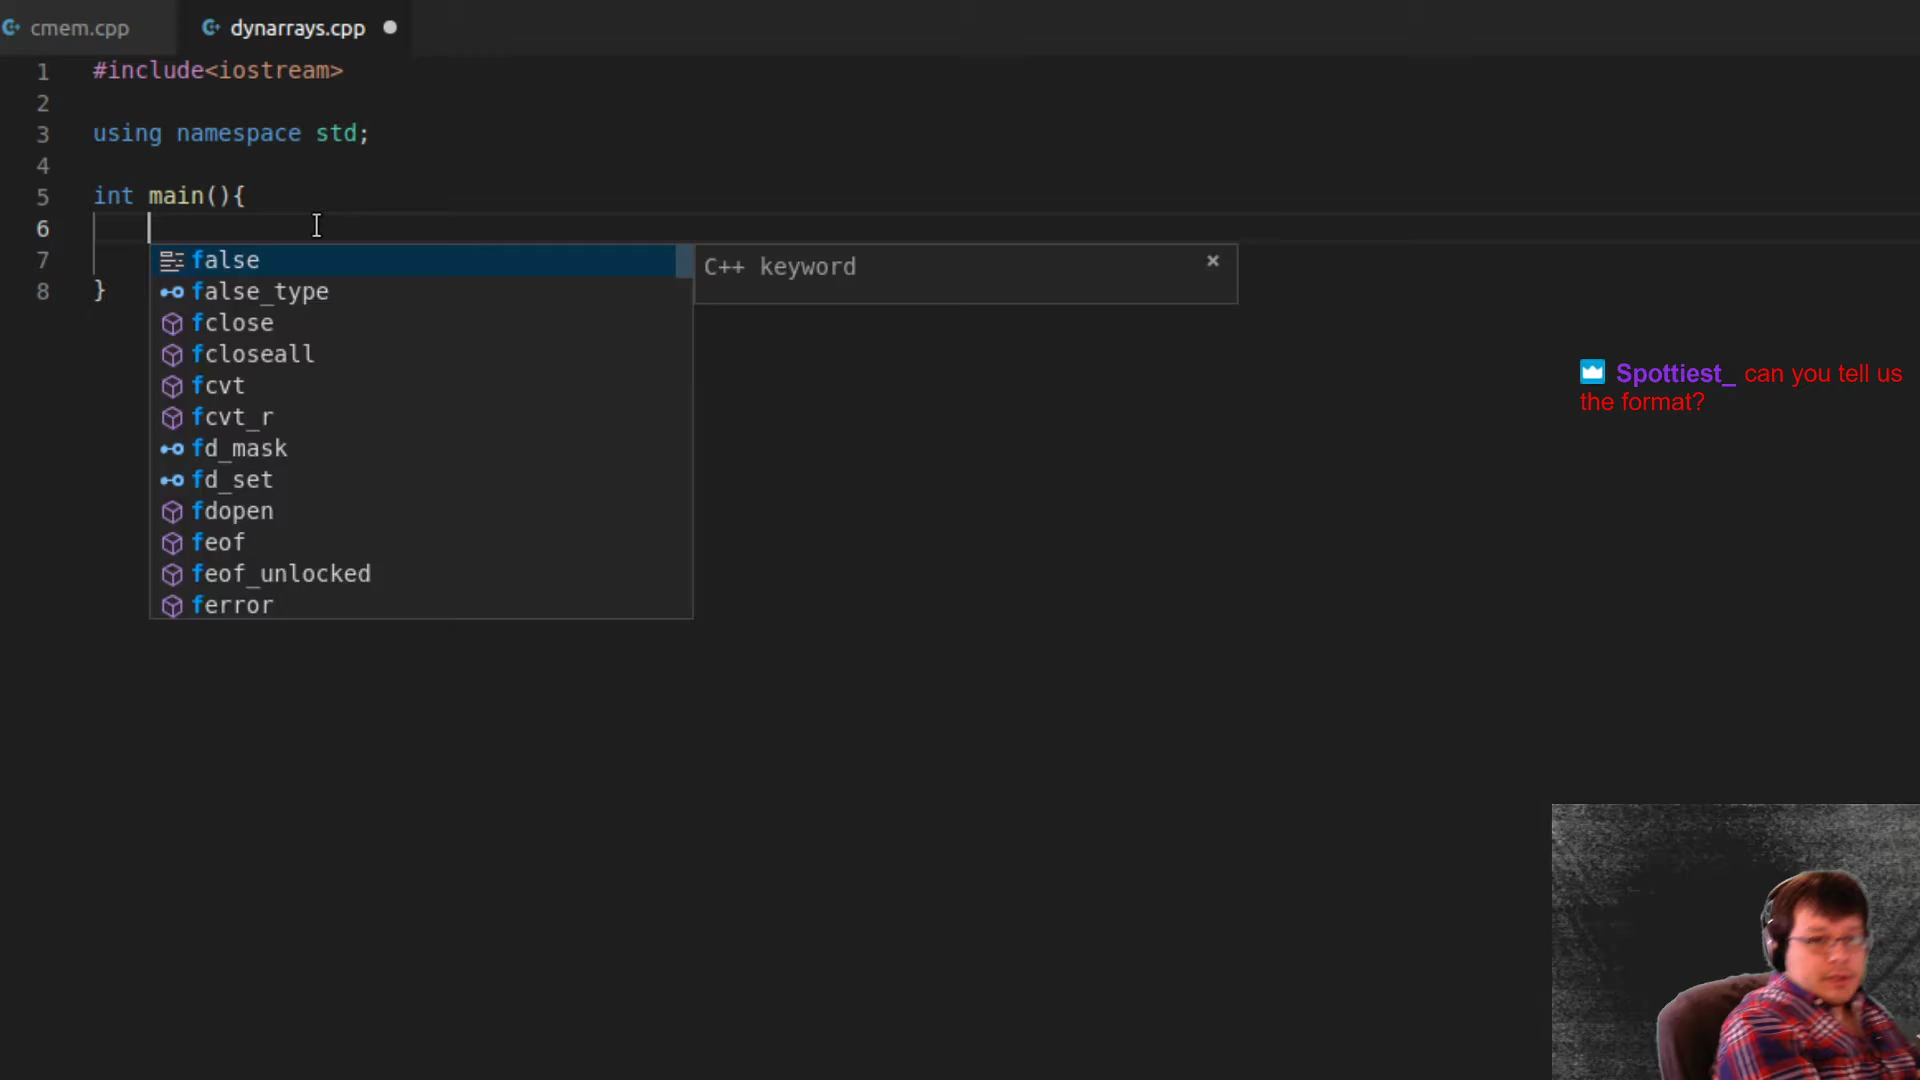 cmem.cpp
dynarrays.cpp
1 #include<iostream>
2
3 using namespace std;
4
5 int main(){
6
7
8 }
false
C++ keyword ×
false_type
fclose
fcloseall
fcvt
fcvt_r
fd_mask
fd_set
fdopen
feof
feof_unlocked
ferror
Spottiest_ can you tell us
the format?